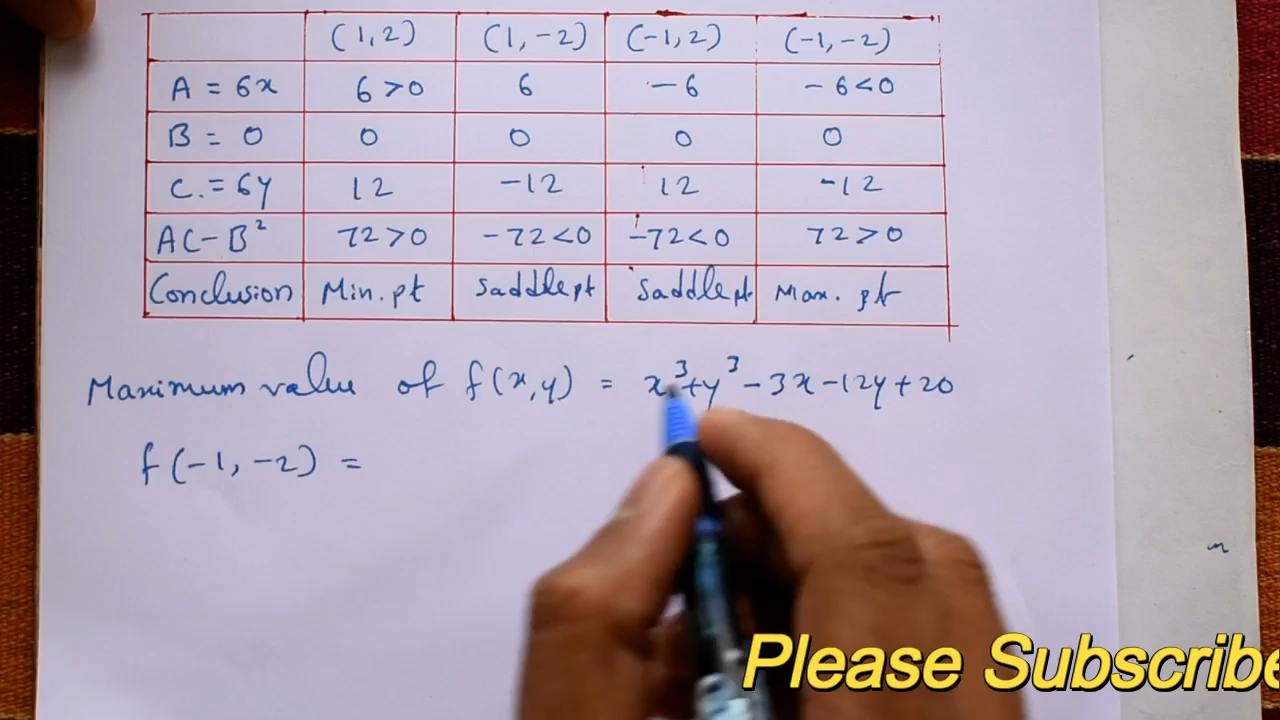 (1,2) (1,-2) (-1,2) (-1,-2)
A = 6x 6>0 6 -6 -6<0
B = 0 0 0 0 0
C. = 6y 12 -12 12 -12
AC-B² 72>0 -72<0 -72<0 72>0
Conclusion Min.pt Saddle pt Saddle pt Max. pt
Maximum value of f(x,y) = x³+y³-3x-12y+20
f(-1,-2) =
Please Subscribe